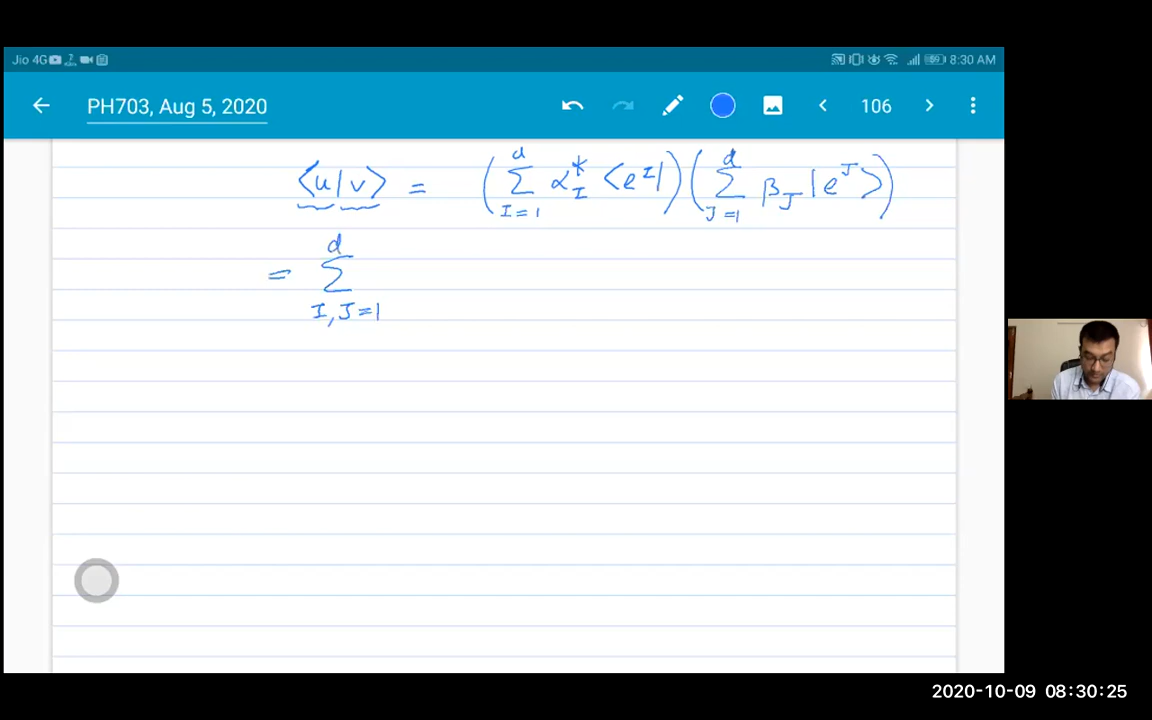 Jio 4G 8:30 AM
PH703, Aug 5, 2020 106
⟨u|v⟩ = (∑_{I=1}^{d} α_I^* ⟨e^I|)(∑_{J=1}^{d} β_J |e^J⟩)
= ∑_{I,J=1}^{d}
2020-10-09 08:30:25